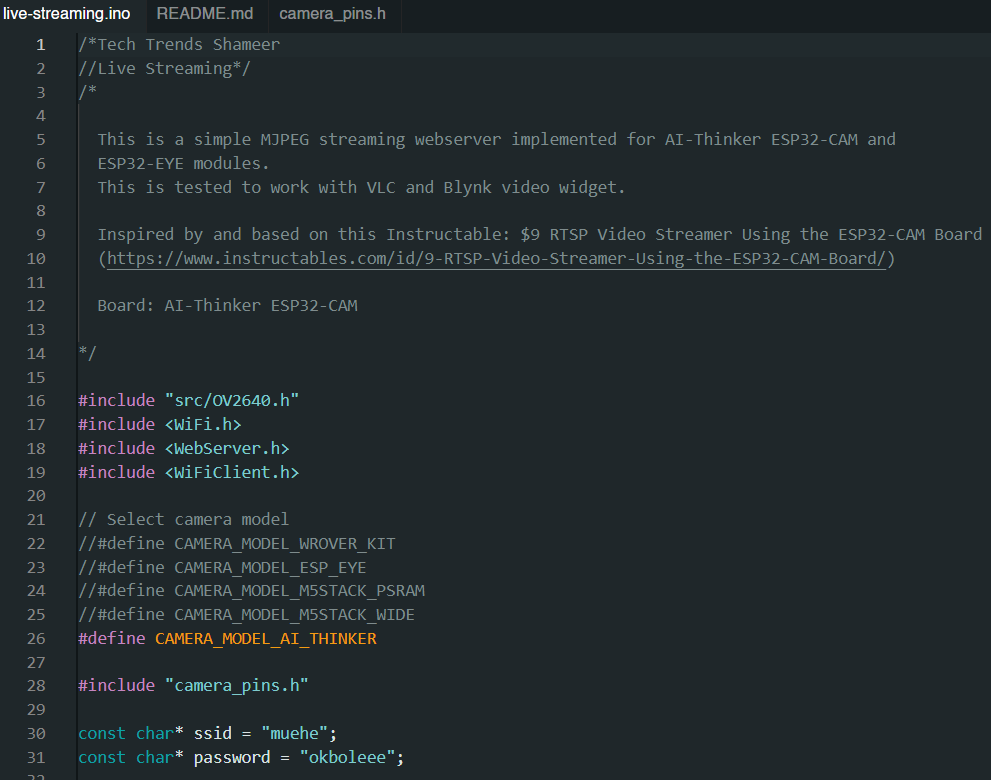 live-streaming.ino README.md camera_pins.h
1 /*Tech Trends Shameer
2 //Live Streaming*/
3 /*
4
5 This is a simple MJPEG streaming webserver implemented for AI-Thinker ESP32-CAM and
6 ESP32-EYE modules.
7 This is tested to work with VLC and Blynk video widget.
8
9 Inspired by and based on this Instructable: $9 RTSP Video Streamer Using the ESP32-CAM Board
10 (https://www.instructables.com/id/9-RTSP-Video-Streamer-Using-the-ESP32-CAM-Board/)
11
12 Board: AI-Thinker ESP32-CAM
13
14 */
15
16 #include "src/OV2640.h"
17 #include <WiFi.h>
18 #include <WebServer.h>
19 #include <WiFiClient.h>
20
21 // Select camera model
22 //#define CAMERA_MODEL_WROVER_KIT
23 //#define CAMERA_MODEL_ESP_EYE
24 //#define CAMERA_MODEL_M5STACK_PSRAM
25 //#define CAMERA_MODEL_M5STACK_WIDE
26 #define CAMERA_MODEL_AI_THINKER
27
28 #include "camera_pins.h"
29
30 const char* ssid = "muehe";
31 const char* password = "okboleee";